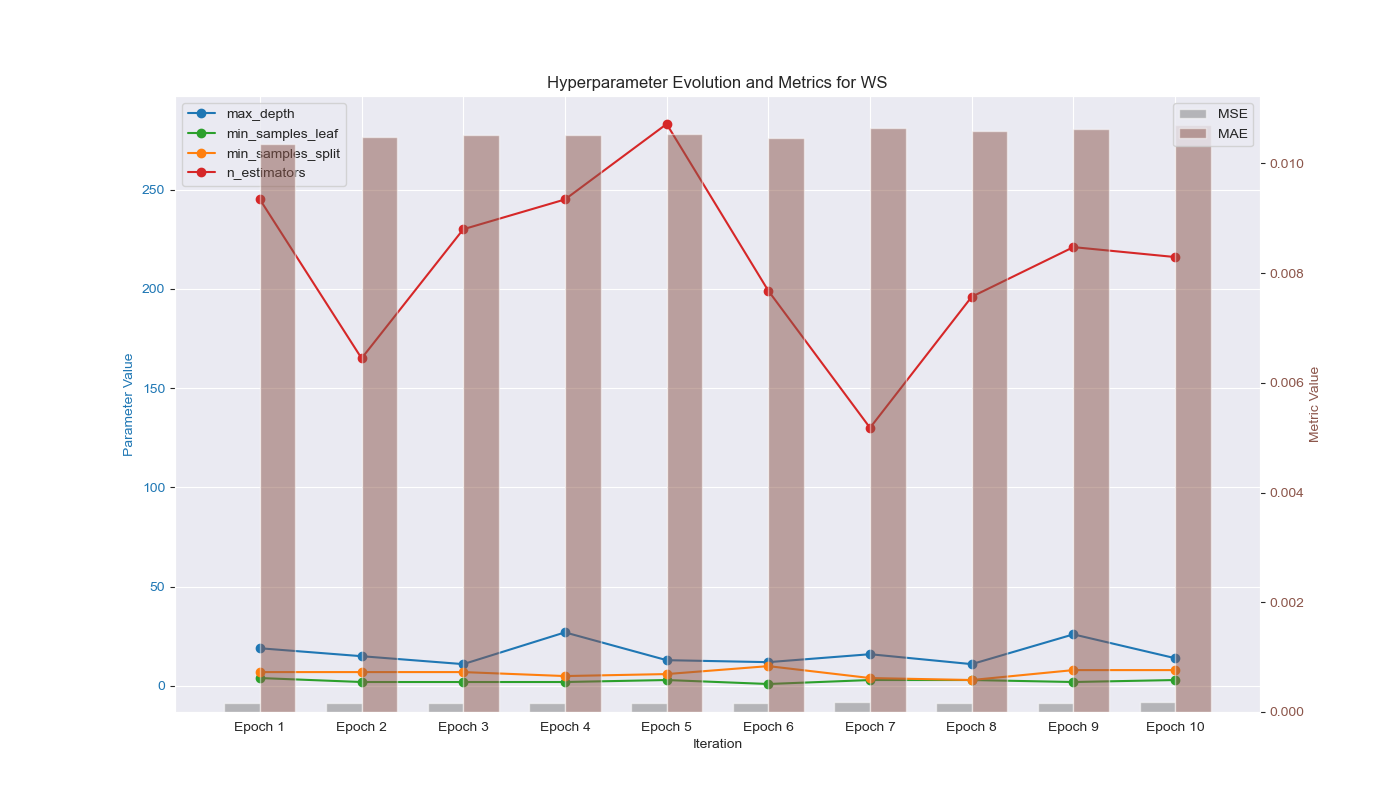 Hyperparameter Evolution and Metrics for WS
max_depth
min_samples_leaf
min_samples_split
n_estimators
MSE
MAE
250
200
150
100
50
0
Parameter Value
0.010
0.008
0.006
0.004
0.002
0.000
Metric Value
Epoch 1 Epoch 2 Epoch 3 Epoch 4 Epoch 5 Epoch 6 Epoch 7 Epoch 8 Epoch 9 Epoch 10
Iteration